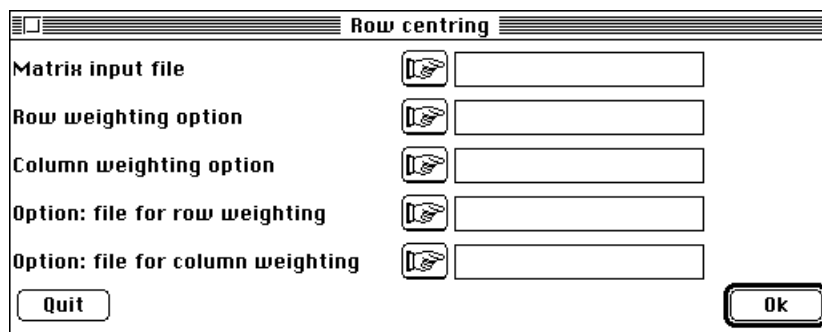 Row centring
Matrix input file
Row weighting option
Column weighting option
Option: file for row weighting
Option: file for column weighting
Quit Ok